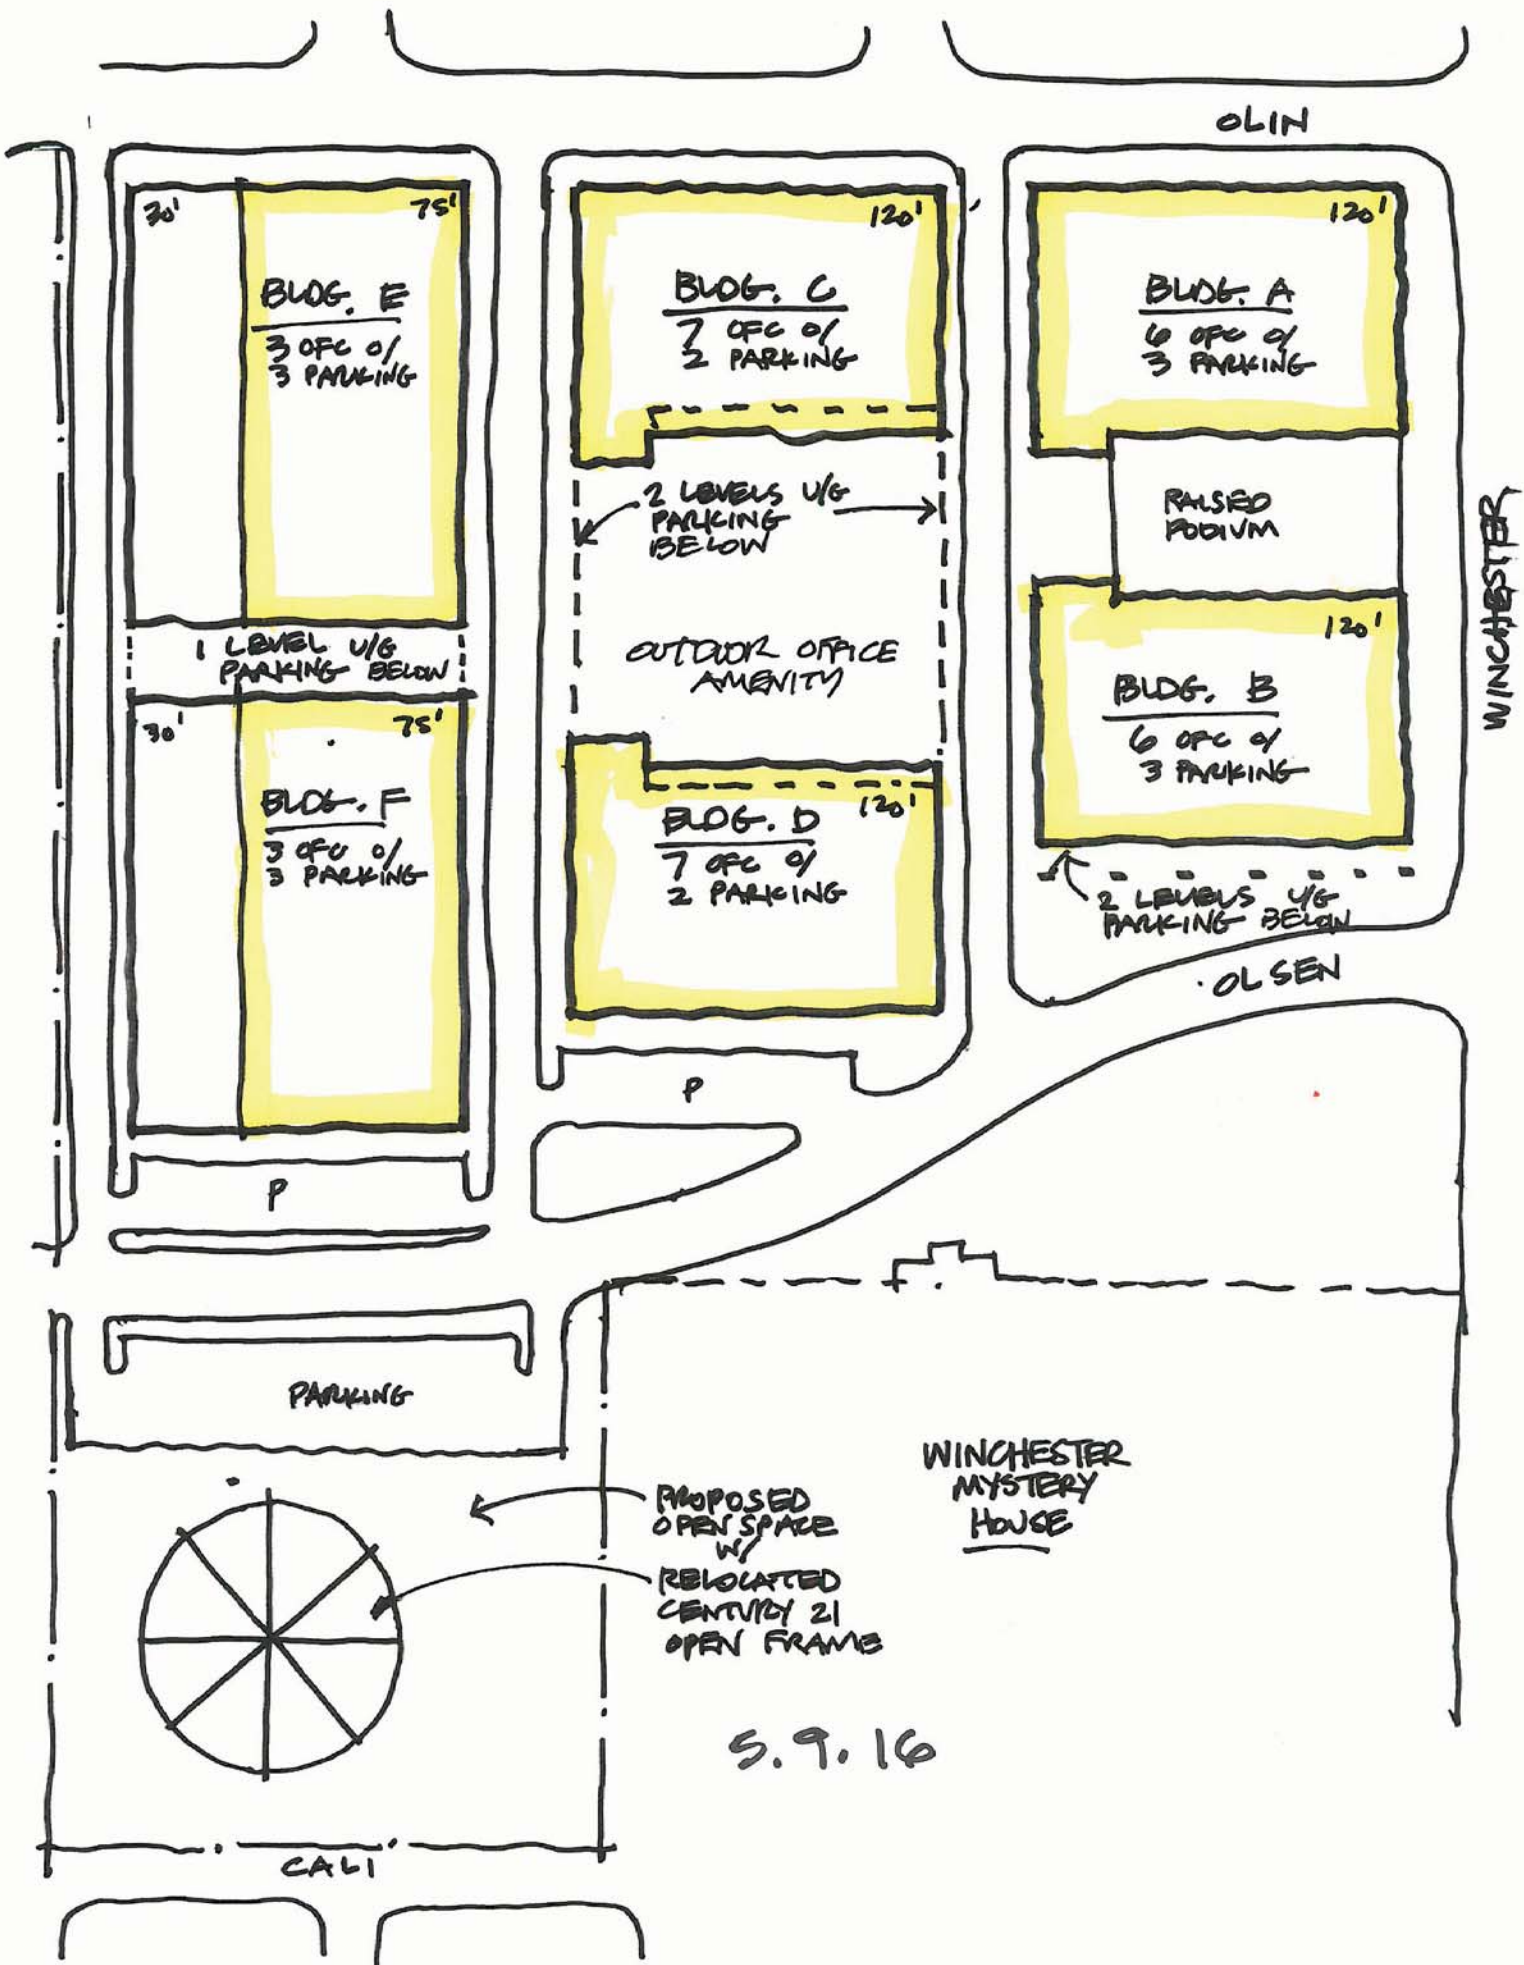 OLIN
30'
75'
BLDG. E
3 OFC O/
3 PARKING
120'
BLDG. C
7 OFC O/
2 PARKING
120'
BLDG. A
6 OFC O/
3 PARKING
2 LEVELS U/G
PARKING
BELOW
RAISED
PODIUM
WINCHESTER
1 LEVEL U/G
PARKING BELOW
OUTDOOR OFFICE
AMENITY
30'
75'
BLDG. F
3 OFC O/
3 PARKING
120'
BLDG. D
7 OFC O/
2 PARKING
120'
BLDG. B
6 OFC O/
3 PARKING
2 LEVELS U/G
PARKING BELOW
OLSEN
P
P
PARKING
PROPOSED
OPEN SPACE
W/
RELOCATED
CENTURY 21
OPEN FRAME
WINCHESTER
MYSTERY
HOUSE
5.9.16
CALI